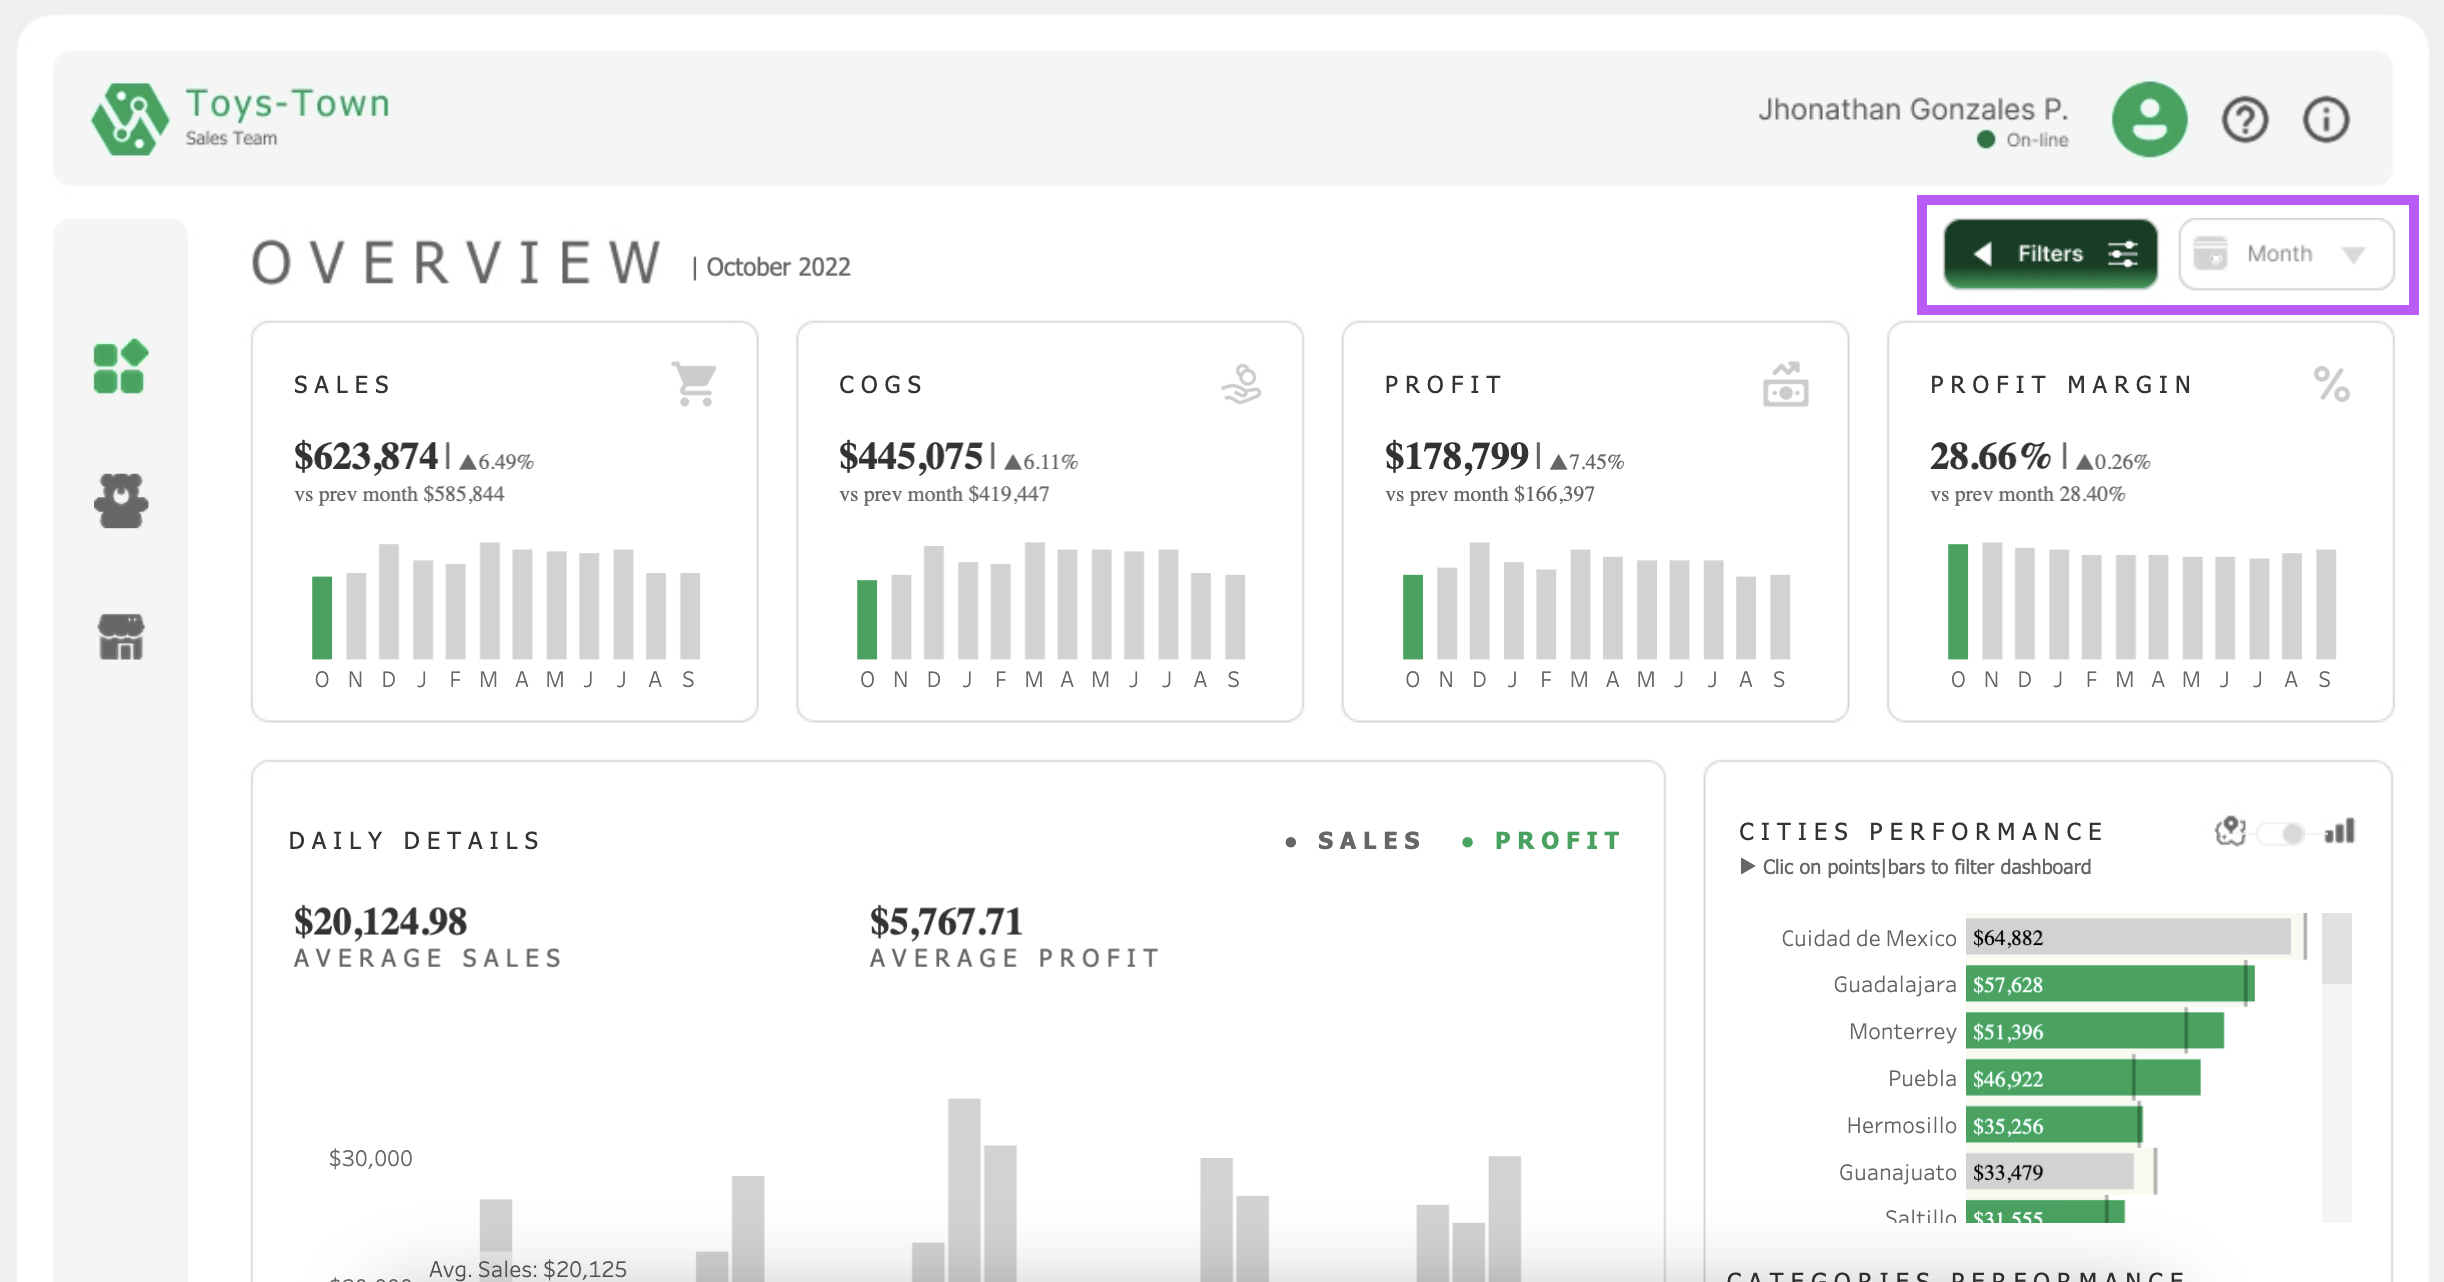 Toys-Town
Sales Team
Jhonathan Gonzales P.
On-line
OVERVIEW | October 2022
Filters
Month
SALES
$623,874 | ▲6.49%
vs prev month $585,844
O N D J F M A M J J A S
COGS
$445,075 | ▲6.11%
vs prev month $419,447
O N D J F M A M J J A S
PROFIT
$178,799 | ▲7.45%
vs prev month $166,397
O N D J F M A M J J A S
PROFIT MARGIN
%
28.66% | ▲0.26%
vs prev month 28.40%
O N D J F M A M J J A S
DAILY DETAILS
• SALES • PROFIT
$20,124.98
AVERAGE SALES
$5,767.71
AVERAGE PROFIT
$30,000
Avg. Sales: $20,125
CITIES PERFORMANCE
▶ Clic on points|bars to filter dashboard
Cuidad de Mexico $64,882
Guadalajara $57,628
Monterrey $51,396
Puebla $46,922
Hermosillo $35,256
Guanajuato $33,479
Saltillo $31,555
CATEGORIES PERFORMANCE